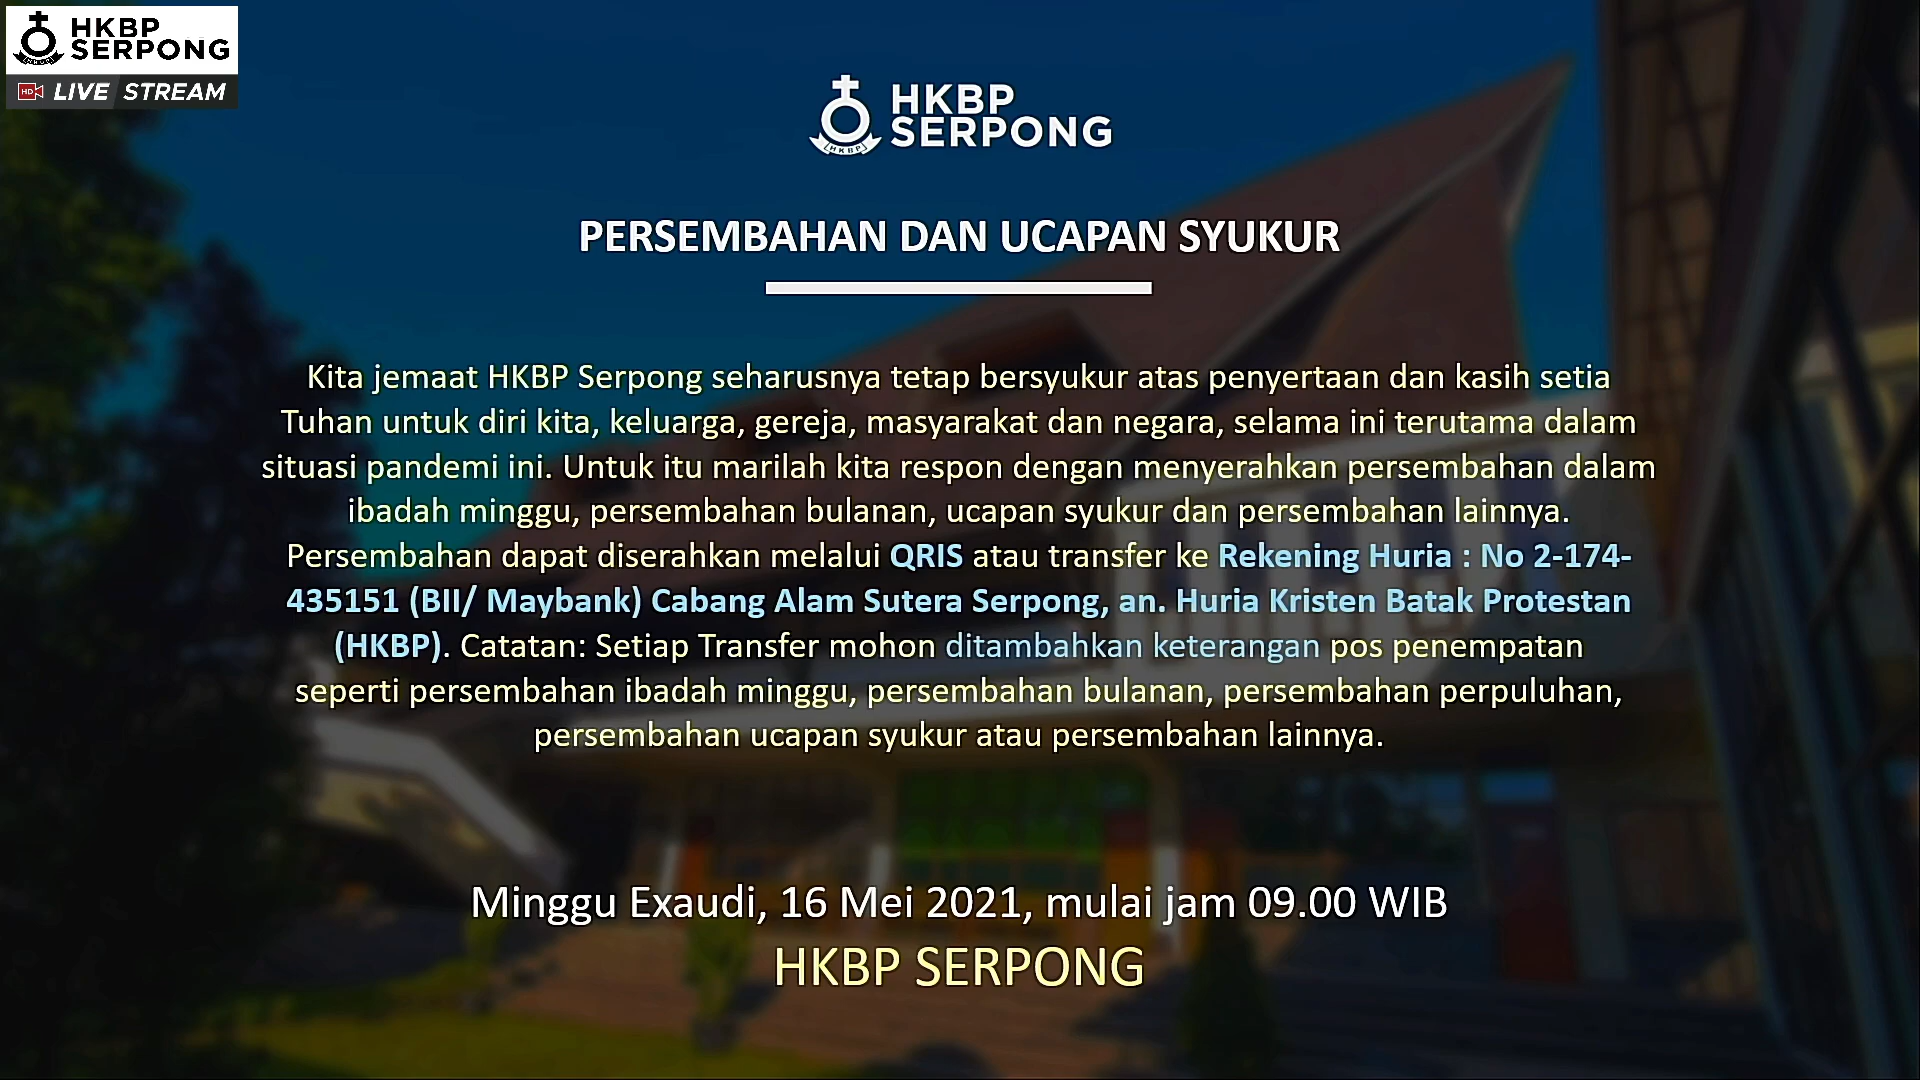 HKBP
SERPONG
HD LIVE STREAM
HKBP
SERPONG
HKBP
PERSEMBAHAN DAN UCAPAN SYUKUR
Kita jemaat HKBP Serpong seharusnya tetap bersyukur atas penyertaan dan kasih setia
Tuhan untuk diri kita, keluarga, gereja, masyarakat dan negara, selama ini terutama dalam
situasi pandemi ini. Untuk itu marilah kita respon dengan menyerahkan persembahan dalam
ibadah minggu, persembahan bulanan, ucapan syukur dan persembahan lainnya.
Persembahan dapat diserahkan melalui QRIS atau transfer ke Rekening Huria : No 2-174-
435151 (BII/ Maybank) Cabang Alam Sutera Serpong, an. Huria Kristen Batak Protestan
(HKBP). Catatan: Setiap Transfer mohon ditambahkan keterangan pos penempatan
seperti persembahan ibadah minggu, persembahan bulanan, persembahan perpuluhan,
persembahan ucapan syukur atau persembahan lainnya.
Minggu Exaudi, 16 Mei 2021, mulai jam 09.00 WIB
HKBP SERPONG